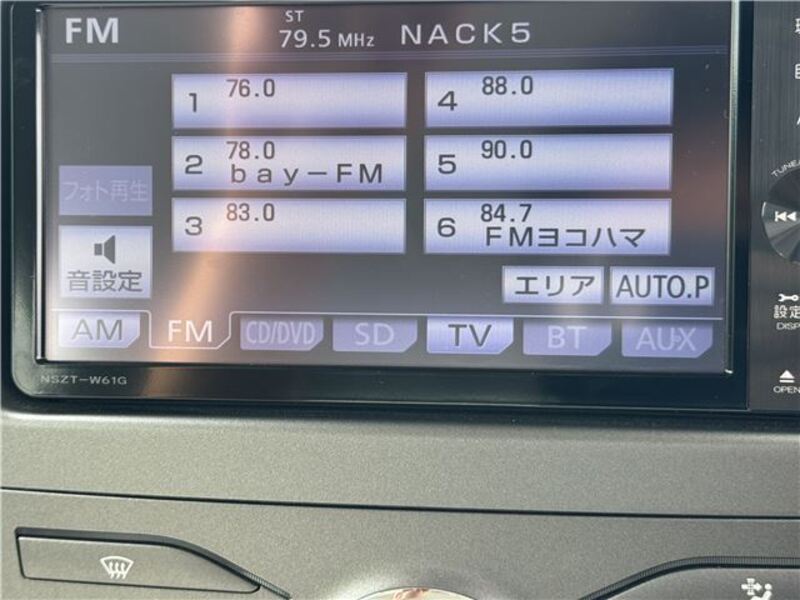 FM ST 79.5 MHz NACK5
1 76.0
4 88.0
2 78.0 bay-FM
5 90.0
3 83.0
6 84.7 FMヨコハマ
フォト再生
音設定
エリア AUTO.P
AM FM CD/DVD SD TV BT AUX
NSZT-W61G
TUNE
設定
DISP
OPEN